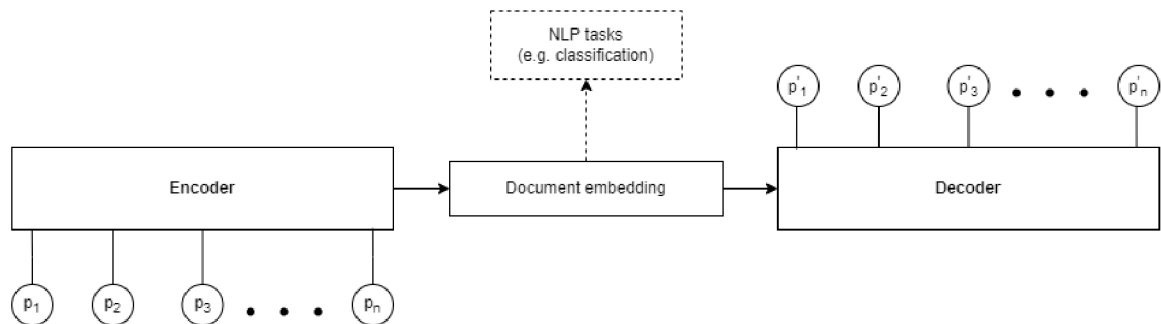 NLP tasks
(e.g. classification)
p'1 p'2 p'3 • • • p'n
Encoder
Document embedding
Decoder
p1 p2 p3 • • • pn